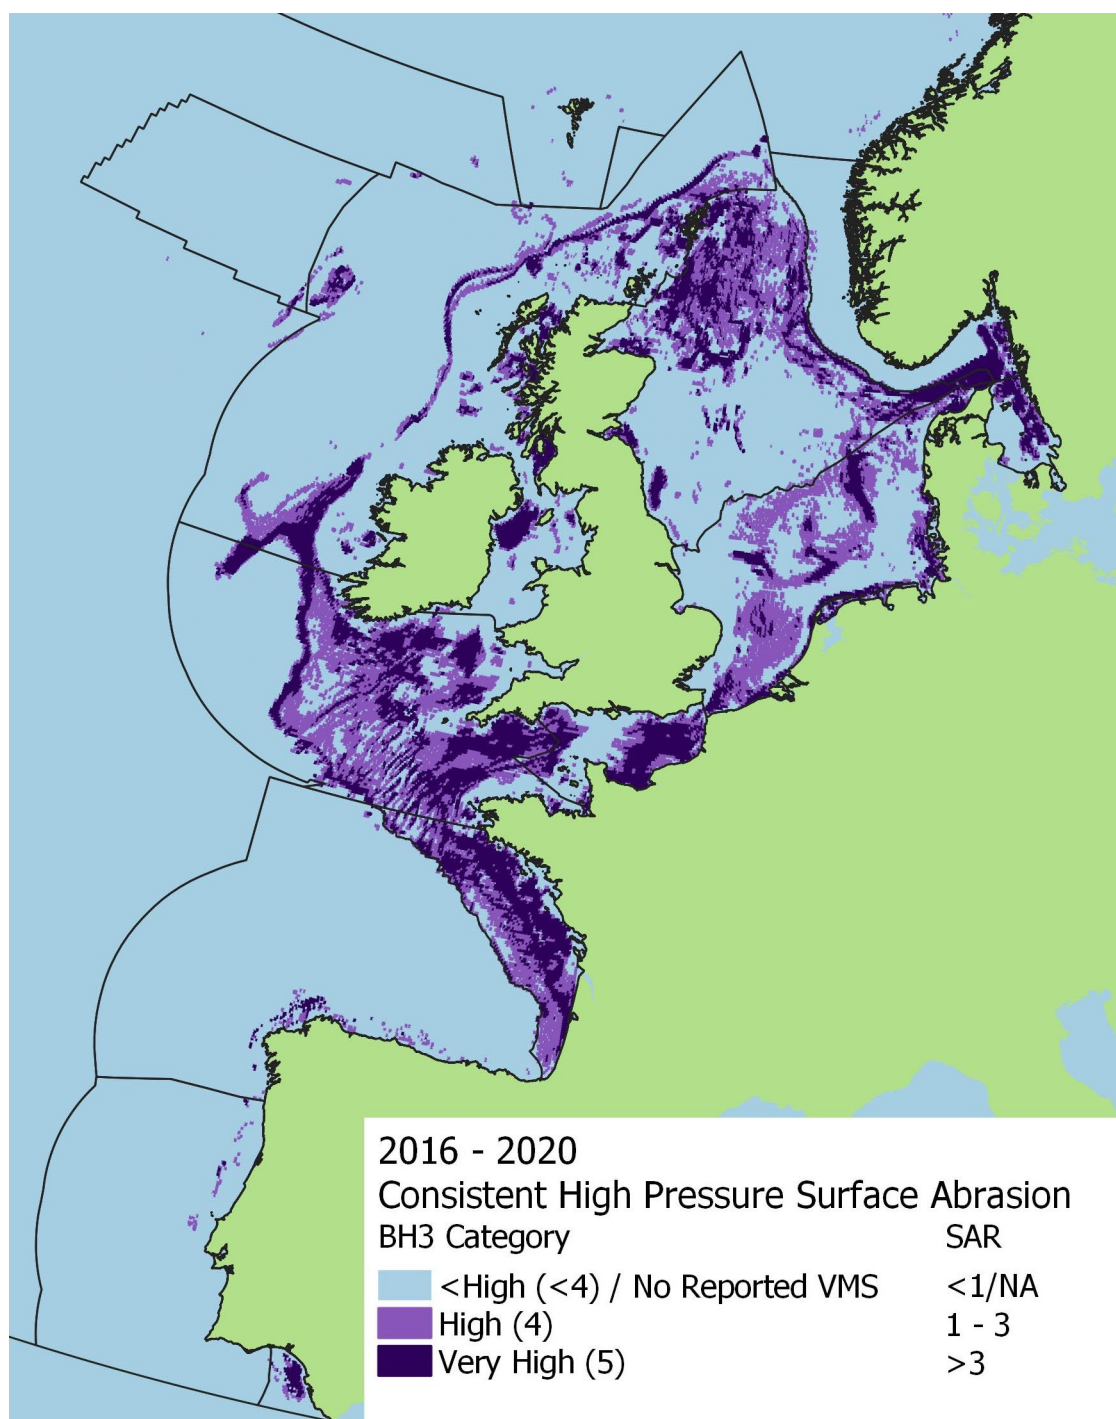 2016 - 2020
Consistent High Pressure Surface Abrasion
BH3 Category SAR
<High (<4) / No Reported VMS <1/NA
High (4) 1 - 3
Very High (5) >3